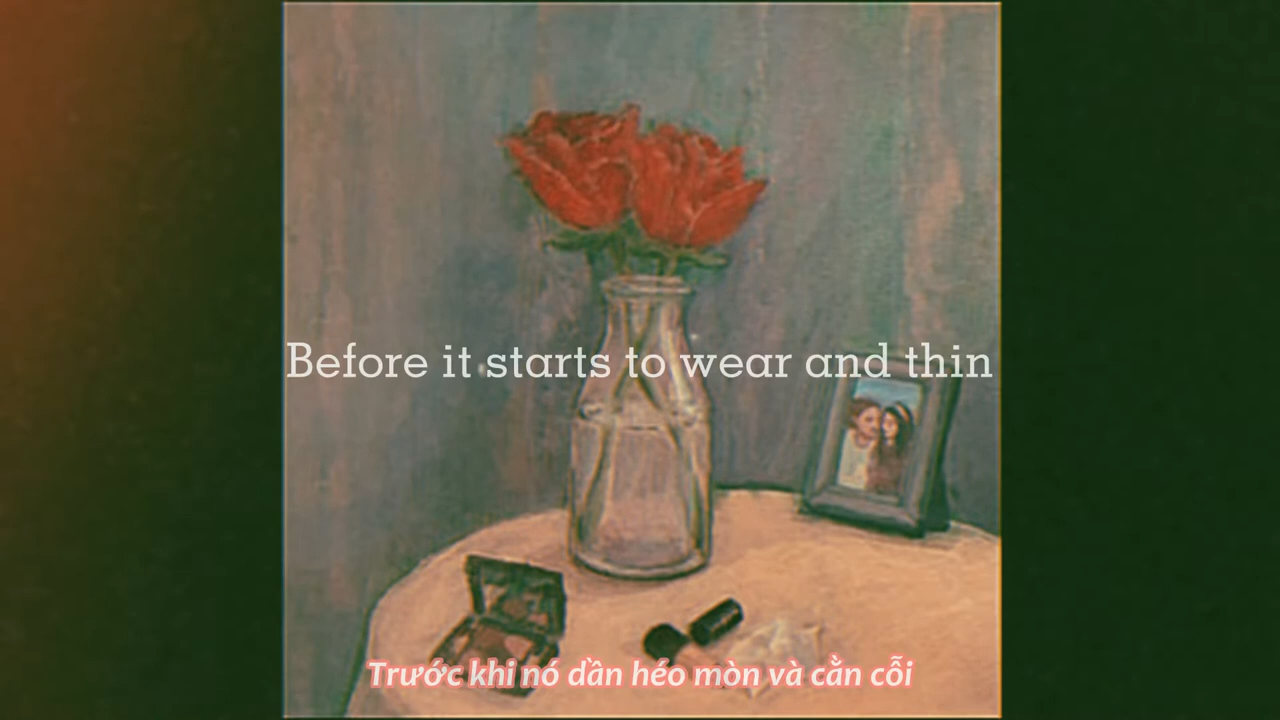 Before it starts to wear and thin
Trước khi nó dần héo mòn và cằn cỗi